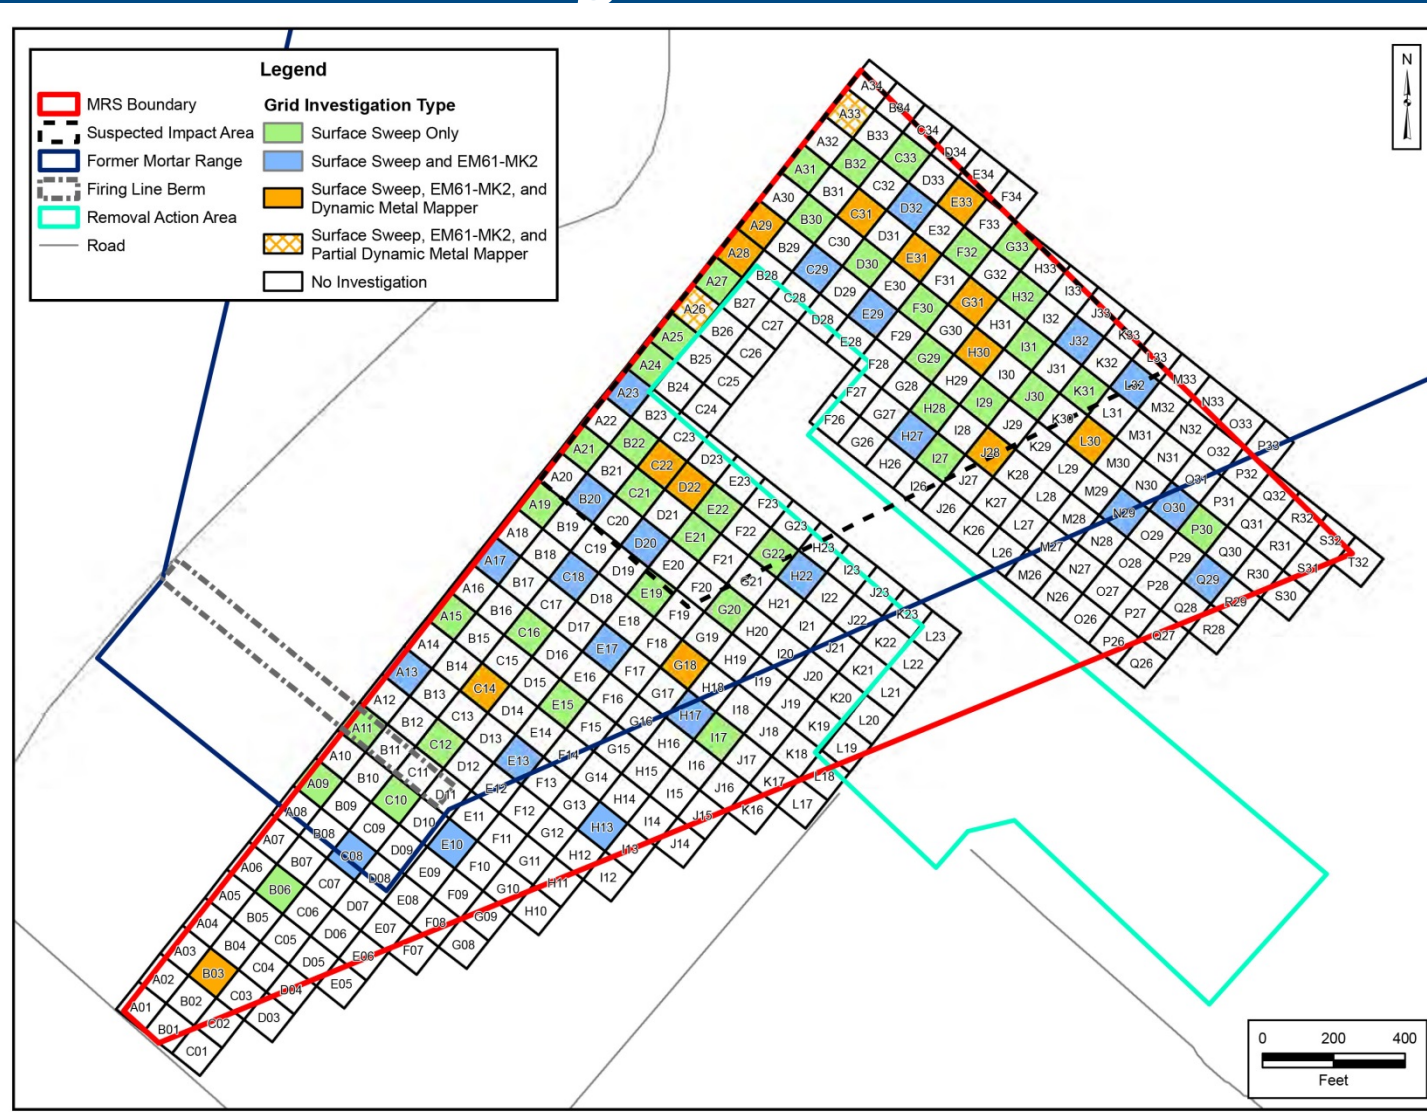 Legend
MRS Boundary
Suspected Impact Area
Former Mortar Range
Firing Line Berm
Removal Action Area
Road
Grid Investigation Type
Surface Sweep Only
Surface Sweep and EM61-MK2
Surface Sweep, EM61-MK2, and
Dynamic Metal Mapper
Surface Sweep, EM61-MK2, and
Partial Dynamic Metal Mapper
No Investigation
N
A34 B34 C34 D34 E34 F34
A33 B33 C33 D33 E33 F33 G33 H33 I33 J33 K33 L33 M33 N33 O33 P33
A32 B32 C32 D32 E32 F32 G32 H32 I32 J32 K32 L32 M32 N32 O32 P32 Q32 R32 S32 T32
A31 B31 C31 D31 E31 F31 G31 H31 I31 J31 K31 L31 M31 N31 O31 P31 Q31 R31 S31
A30 B30 C30 D30 E30 F30 G30 H30 I30 J30 K30 L30 M30 N30 O30 P30 Q30 R30 S30
A29 B29 C29 D29 E29 F29 G29 H29 I29 J29 K29 L29 M29 N29 O29 P29 Q29 R29
A28 B28 C28 D28 E28 F28 G28 H28 I28 J28 K28 L28 M28 N28 O28 P28 Q28 R28
A27 B27 C27 F27 G27 H27 I27 J27 K27 L27 M27 N27 O27 P27 Q27
A26 B26 C26 F26 G26 H26 I26 J26 K26 L26 M26 N26 O26 P26 Q26
A25 B25 C25
A24 B24 C24
A23 B23 C23 D23 E23 F23 G23 H23 I23 J23 K23 L23
A22 B22 C22 D22 E22 F22 G22 H22 I22 J22 K22 L22
A21 B21 C21 D21 E21 F21 G21 H21 I21 J21 K21 L21
A20 B20 C20 D20 E20 F20 G20 H20 I20 J20 K20 L20
A19 B19 C19 D19 E19 F19 G19 H19 I19 J19 K19 L19
A18 B18 C18 D18 E18 F18 G18 H18 I18 J18 K18 L18
A17 B17 C17 D17 E17 F17 G17 H17 I17 J17 K17 L17
A16 B16 C16 D16 E16 F16 G16 H16 I16 J16 K16
A15 B15 C15 D15 E15 F15 G15 H15 I15 J15
A14 B14 C14 D14 E14 F14 G14 H14 I14 J14
A13 B13 C13 D13 E13 F13 G13 H13 I13
A12 B12 C12 D12 E12 F12 G12 H12 I12
A11 B11 C11 D11 E11 F11 G11 H11
A10 B10 C10 D10 E10 F10 G10 H10
A09 B09 C09 D09 E09 F09 G09
A08 B08 C08 D08 E08 F08 G08
A07 B07 C07 D07 E07 F07
A06 B06 C06 D06 E06
A05 B05 C05 D05 E05
A04 B04 C04 D04
A03 B03 C03 D03
A02 B02 C02
A01 B01 C01
0 200 400
Feet